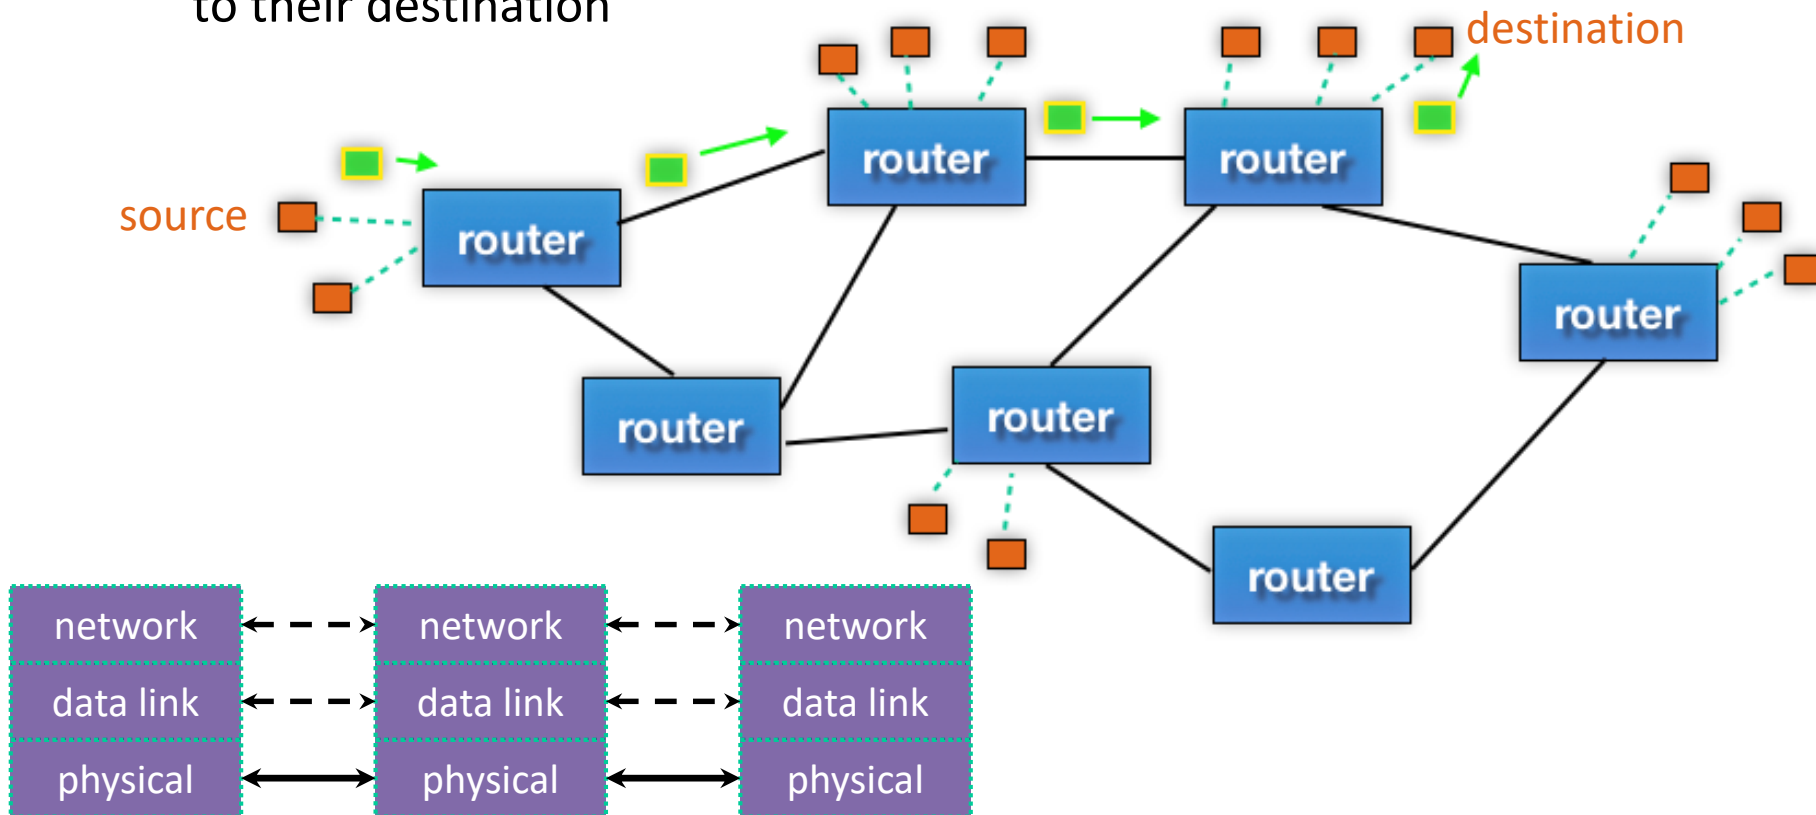 to their destination
destination
router
router
source
router
router
router
router
router
network network network
data link data link data link
physical physical physical